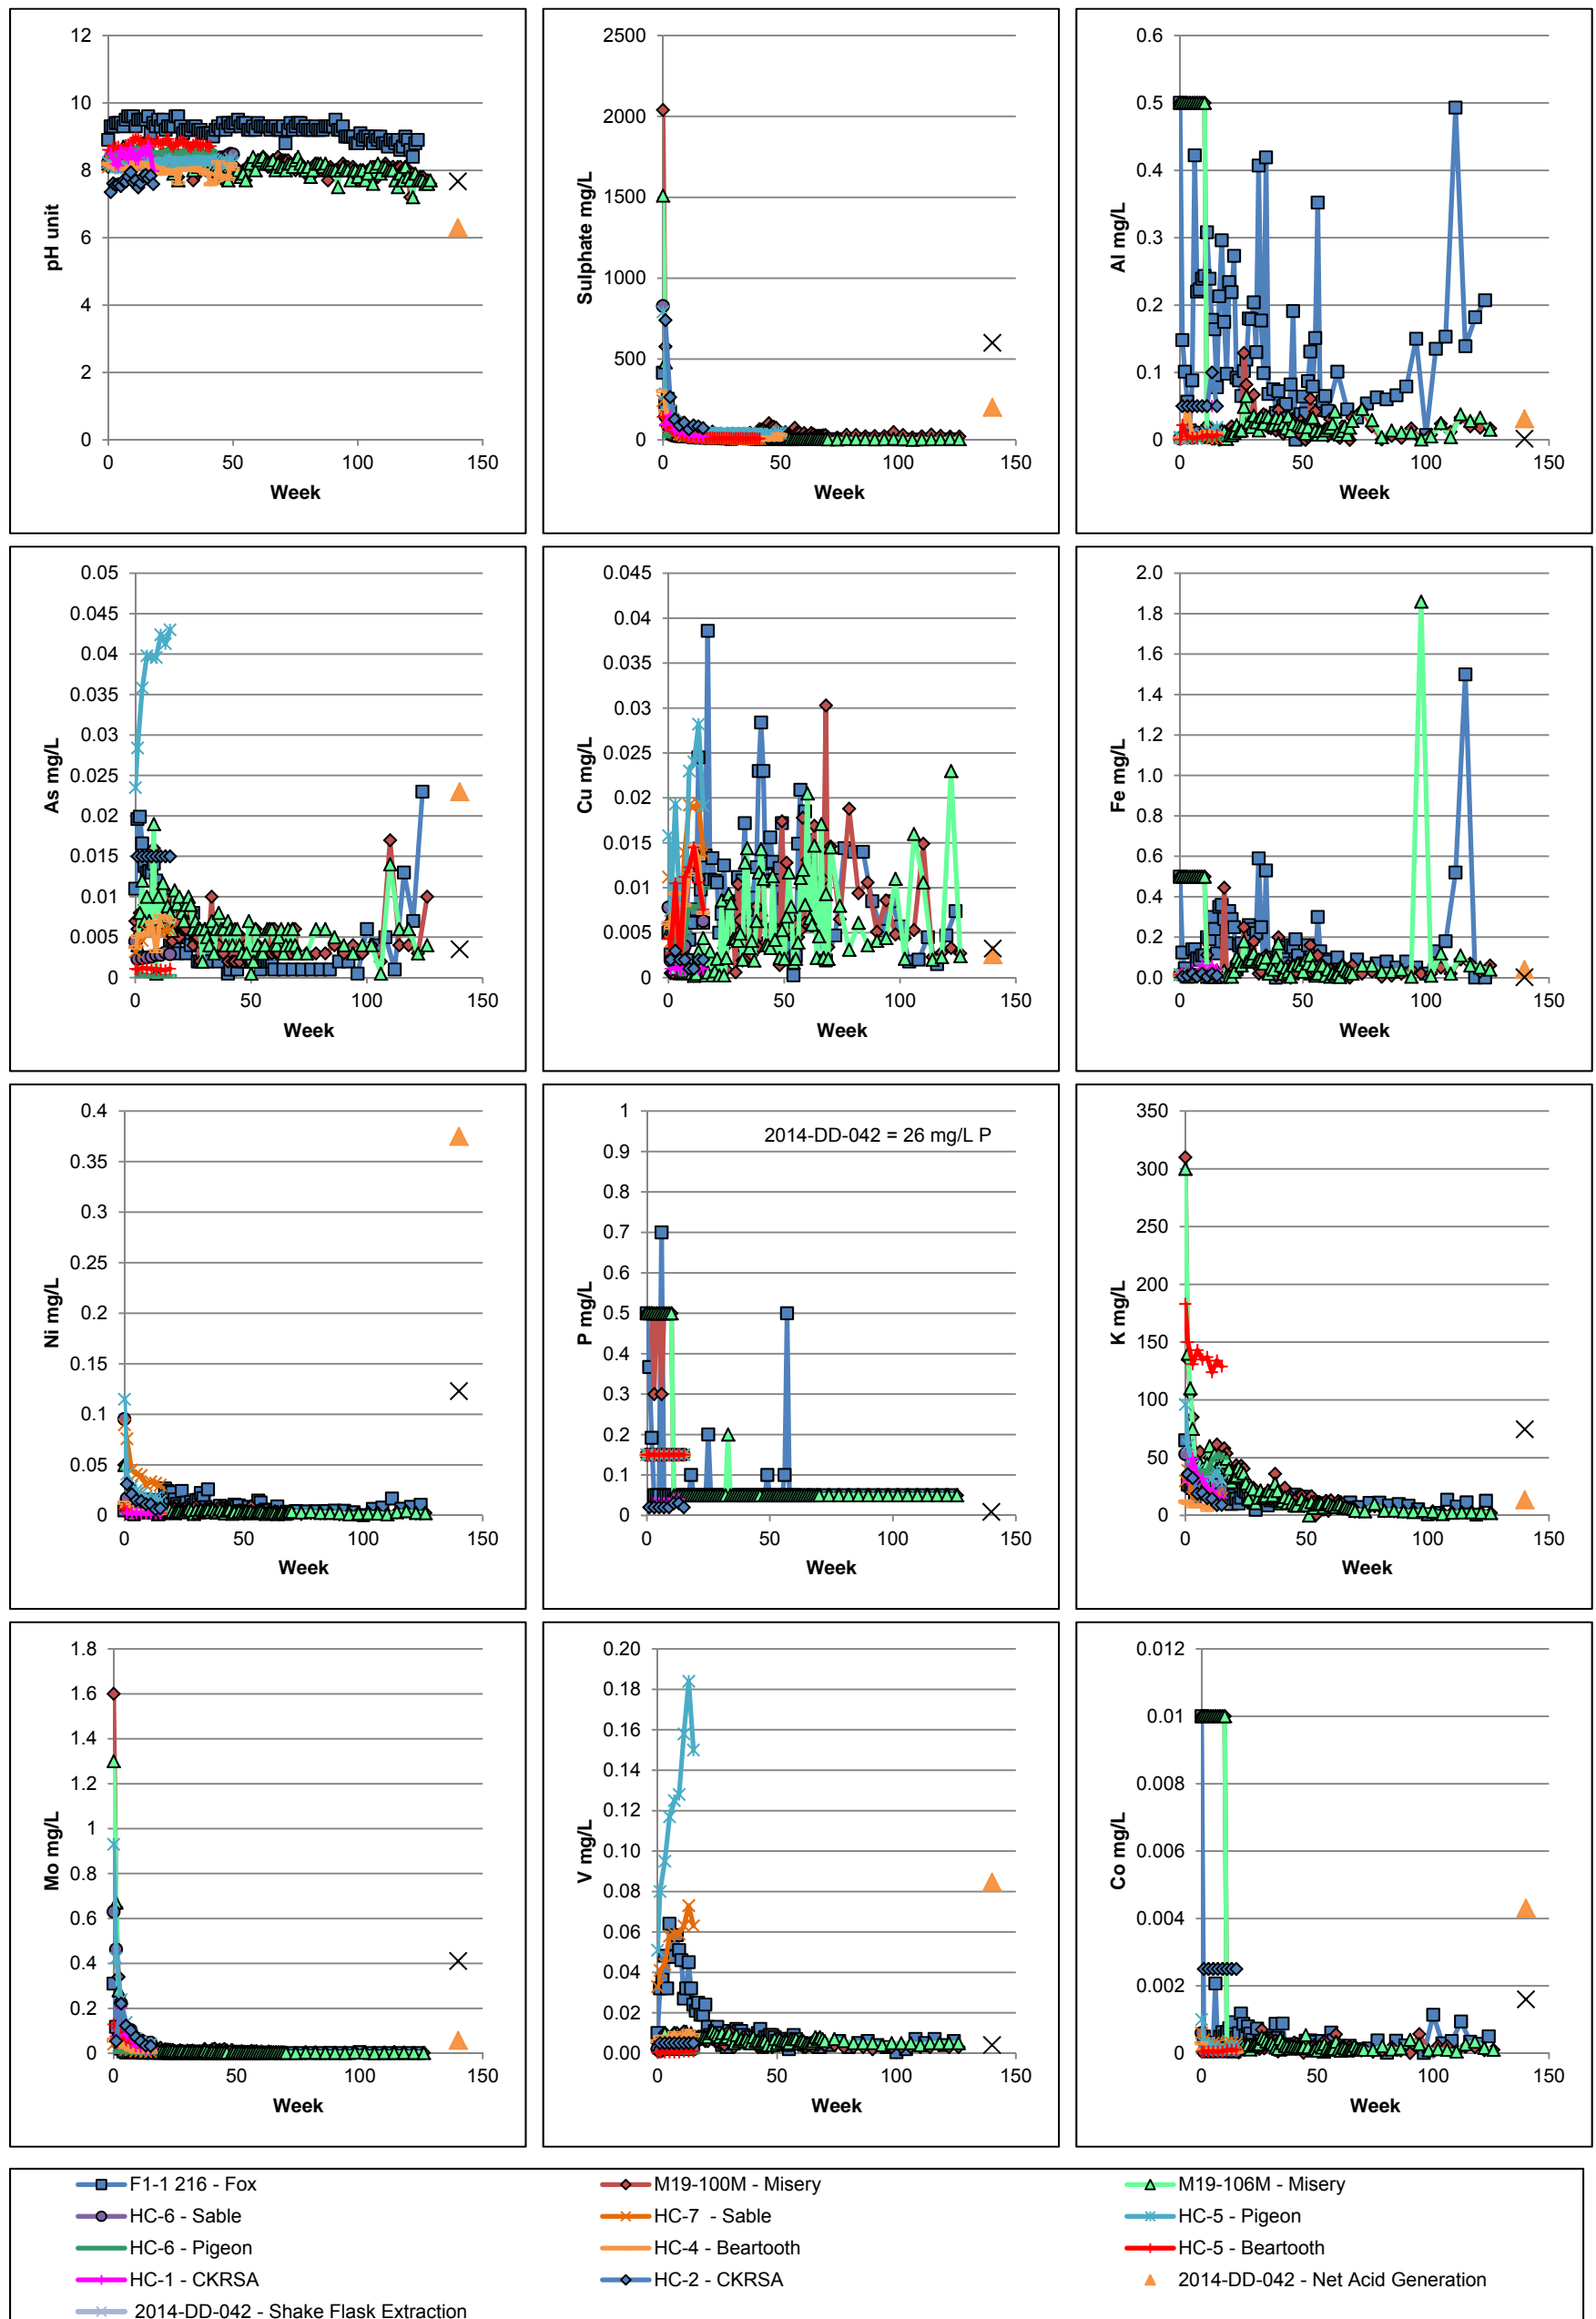 12
10
8
6
4
2
0
pH unit
0 50 100 150
Week
2500
2000
1500
1000
500
0
Sulphate mg/L
0 50 100 150
Week
0.6
0.5
0.4
0.3
0.2
0.1
0
Al mg/L
0 50 100 150
Week
0.05
0.045
0.04
0.035
0.03
0.025
0.02
0.015
0.01
0.005
0
As mg/L
0 50 100 150
Week
0.045
0.04
0.035
0.03
0.025
0.02
0.015
0.01
0.005
0
Cu mg/L
0 50 100 150
Week
2.0
1.8
1.6
1.4
1.2
1.0
0.8
0.6
0.4
0.2
0.0
Fe mg/L
0 50 100 150
Week
0.4
0.35
0.3
0.25
0.2
0.15
0.1
0.05
0
Ni mg/L
0 50 100 150
Week
1
0.9
0.8
0.7
0.6
0.5
0.4
0.3
0.2
0.1
0
P mg/L
2014-DD-042 = 26 mg/L P
0 50 100 150
Week
350
300
250
200
150
100
50
0
K mg/L
0 50 100 150
Week
1.8
1.6
1.4
1.2
1
0.8
0.6
0.4
0.2
0
Mo mg/L
0 50 100 150
Week
0.20
0.18
0.16
0.14
0.12
0.10
0.08
0.06
0.04
0.02
0.00
V mg/L
0 50 100 150
Week
0.012
0.01
0.008
0.006
0.004
0.002
0
Co mg/L
0 50 100 150
Week
F1-1 216 - Fox M19-100M - Misery M19-106M - Misery
HC-6 - Sable HC-7 - Sable HC-5 - Pigeon
HC-6 - Pigeon HC-4 - Beartooth HC-5 - Beartooth
HC-1 - CKRSA HC-2 - CKRSA 2014-DD-042 - Net Acid Generation
2014-DD-042 - Shake Flask Extraction